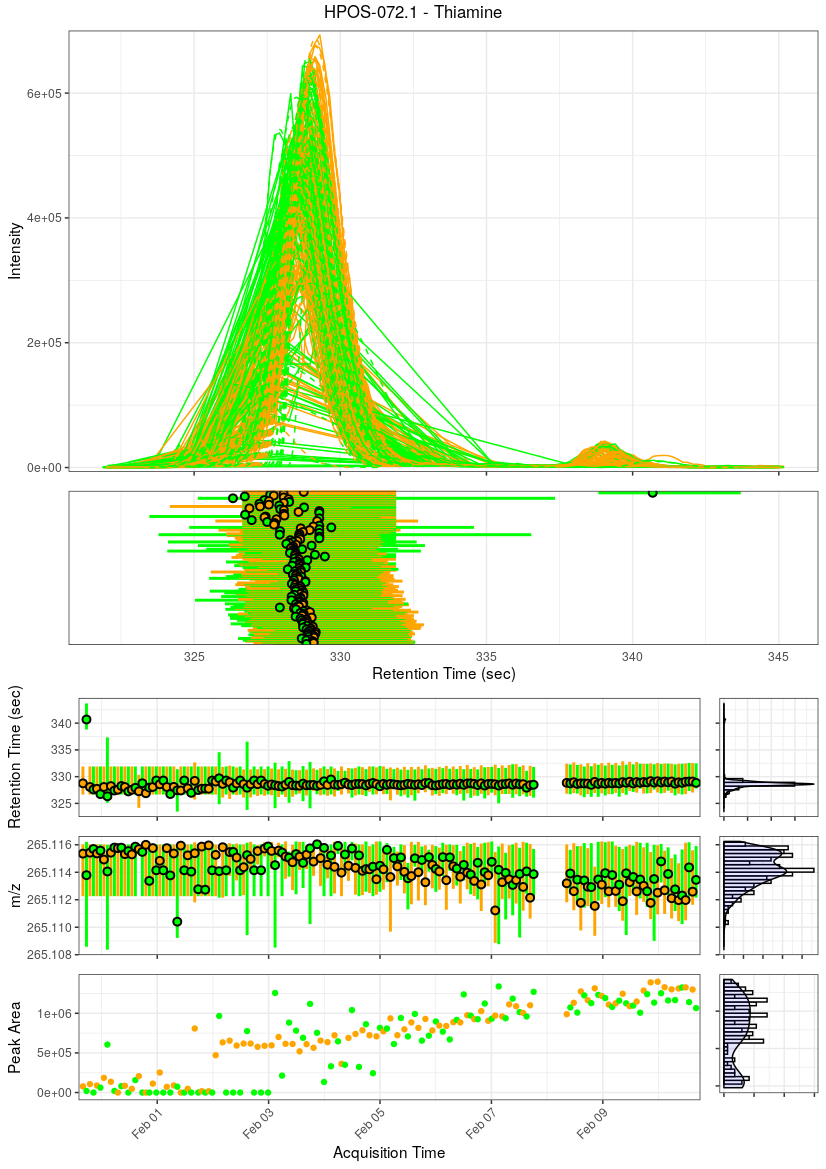 HPOS-072.1 - Thiamine
6e+05
4e+05
2e+05
0e+00
Intensity
325
330
335
340
345
Retention Time (sec)
340
335
330
325
Retention Time (sec)
265.116
265.114
265.112
265.110
265.108
m/z
1e+06
5e+05
0e+00
Peak Area
Feb 01
Feb 03
Feb 05
Feb 07
Feb 09
Acquisition Time